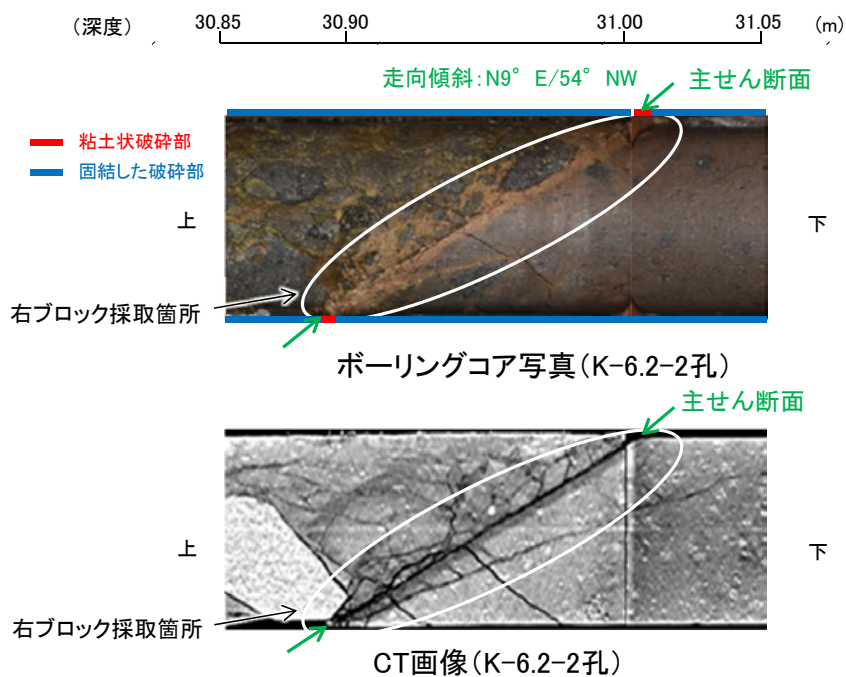 （深度）
30.85
30.90
31.00
31.05
(m)
走向傾斜：N9°E/54°NW
主せん断面
粘土状破砕部
固結した破砕部
上
下
右ブロック採取箇所
ボーリングコア写真（K-6.2-2孔）
主せん断面
上
下
右ブロック採取箇所
CT画像（K-6.2-2孔）